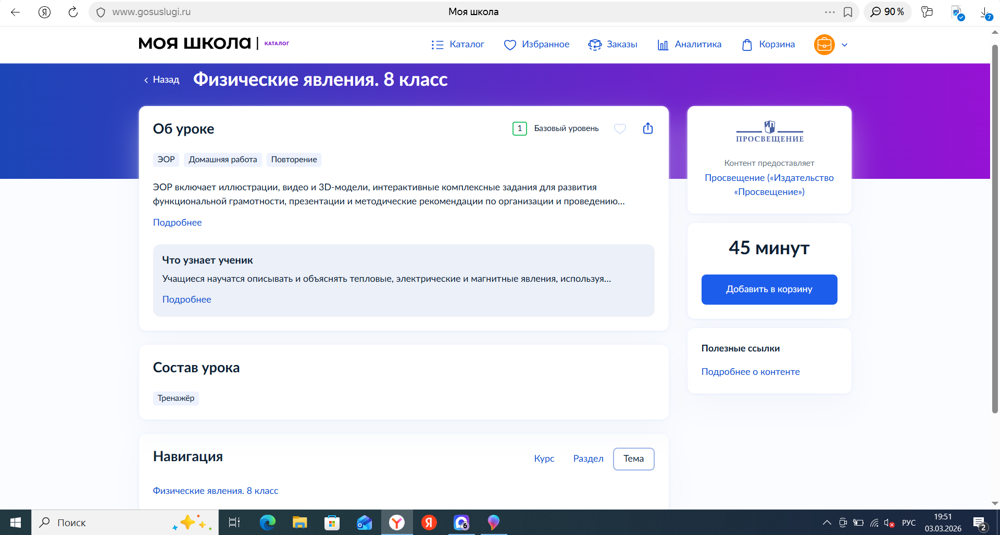 www.gosuslugi.ru
Моя школа
90 %
7
МОЯ ШКОЛА | КАТАЛОГ
Каталог
Избранное
Заказы
Аналитика
Корзина
Назад
Физические явления. 8 класс
Об уроке
1 Базовый уровень
ЭОР Домашняя работа Повторение
ЭОР включает иллюстрации, видео и 3D-модели, интерактивные комплексные задания для развития
функциональной грамотности, презентации и методические рекомендации по организации и проведению...
Подробнее
Что узнает ученик
Учащиеся научатся описывать и объяснять тепловые, электрические и магнитные явления, используя...
Подробнее
Состав урока
Тренажёр
Навигация
Курс Раздел Тема
Физические явления. 8 класс
ПРОСВЕЩЕНИЕ
Контент предоставляет
Просвещение («Издательство
«Просвещение»)
45 минут
Добавить в корзину
Полезные ссылки
Подробнее о контенте
Поиск
6
РУС
19:51
03.03.2026
2